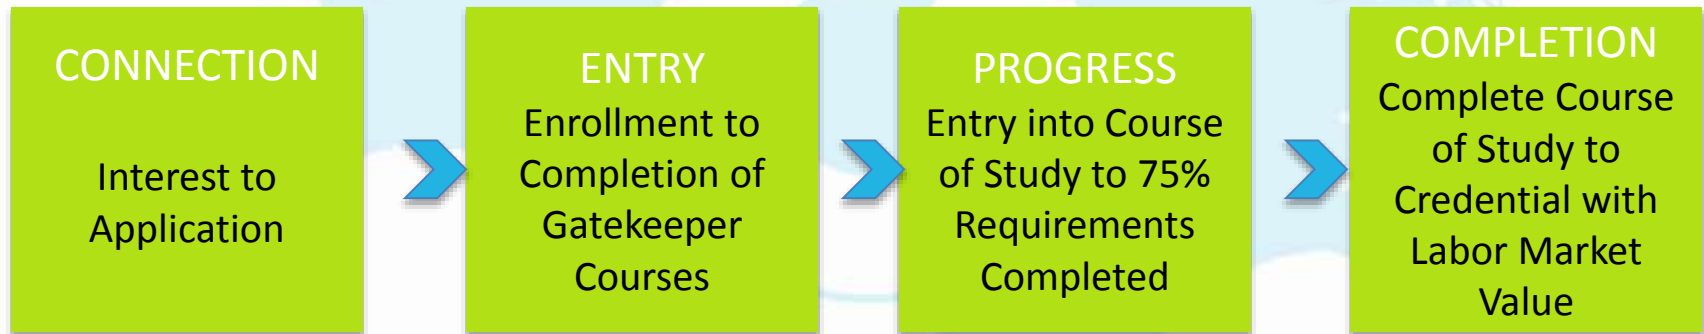 CONNECTION
Interest to
Application
ENTRY
Enrollment to
Completion of
Gatekeeper
Courses
PROGRESS
Entry into Course
of Study to 75%
Requirements
Completed
COMPLETION
Complete Course
of Study to
Credential with
Labor Market
Value